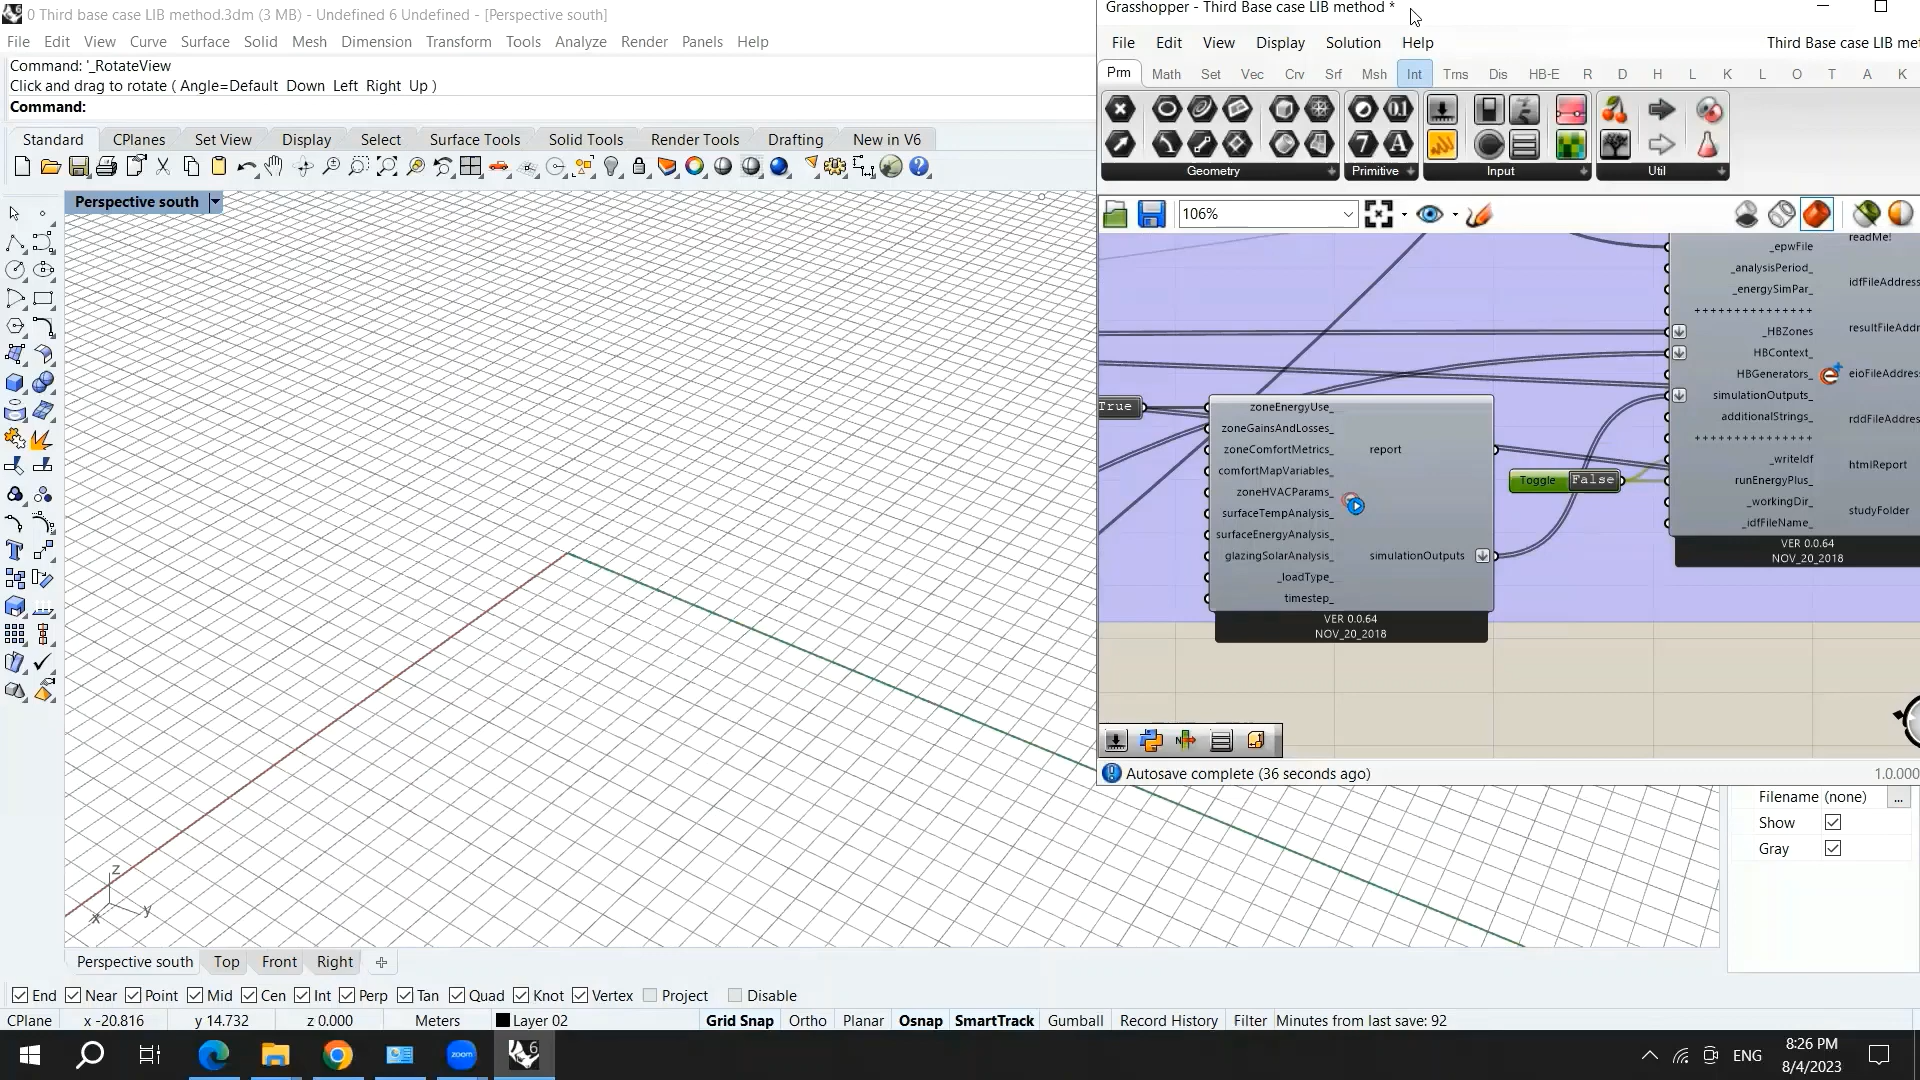 0 Third base case LIB method.3dm (3 MB) - Undefined 6 Undefined - [Perspective south]
File Edit View Curve Surface Solid Mesh Dimension Transform Tools Analyze Render Panels Help
Command: '_RotateView
Click and drag to rotate ( Angle=Default Down Left Right Up )
Command:
Standard CPlanes Set View Display Select Surface Tools Solid Tools Render Tools Drafting New in V6
Perspective south
z
x y
Perspective south Top Front Right
End Near Point Mid Cen Int Perp Tan Quad Knot Vertex Project Disable
CPlane x -20.816 y 14.732 z 0.000 Meters Layer 02 Grid Snap Ortho Planar Osnap SmartTrack Gumball Record History Filter Minutes from last save: 92
Grasshopper - Third Base case LIB method *
File Edit View Display Solution Help Third Base case LIB me
Prm Math Set Vec Crv Srf Msh Int Trns Dis HB-E R D H L K L O T A K
Geometry Primitive Input Util
106%
True
zoneEnergyUse_
zoneGainsAndLosses_
zoneComfortMetrics_
comfortMapVariables_
zoneHVACParams_
surfaceTempAnalysis_
surfaceEnergyAnalysis_
glazingSolarAnalysis_
_loadType_
timestep_
report
simulationOutputs
VER 0.0.64
NOV_20_2018
Toggle False
_epwFile
_analysisPeriod_
_energySimPar_
+++++++++++++++
_HBZones
HBContext_
HBGenerators_
simulationOutputs_
additionalStrings_
+++++++++++++++
_writeIdf
runEnergyPlus_
_workingDir_
_idfFileName_
readMe!
idfFileAddress
resultFileAddr
eioFileAddress
rddFileAddres
htmlReport
studyFolder
VER 0.0.64
NOV_20_2018
Autosave complete (36 seconds ago) 1.0.000
Filename (none) ...
Show
Gray
zoom
6
ENG
8:26 PM
8/4/2023